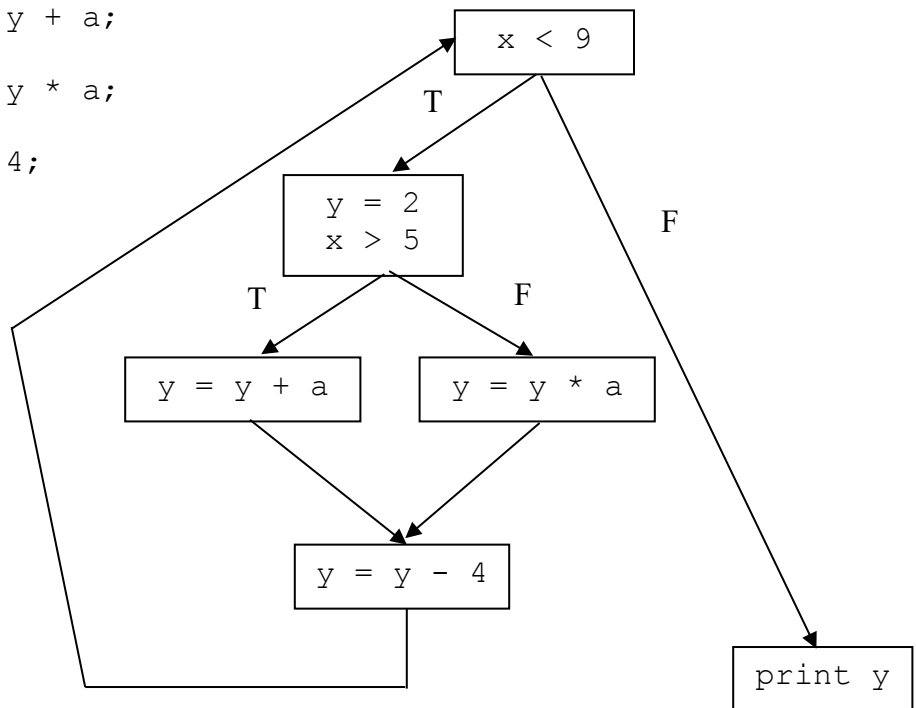 y + a;
y * a;
4;
x < 9
T
F
y = 2
x > 5
T
F
y = y + a
y = y * a
y = y - 4
print y